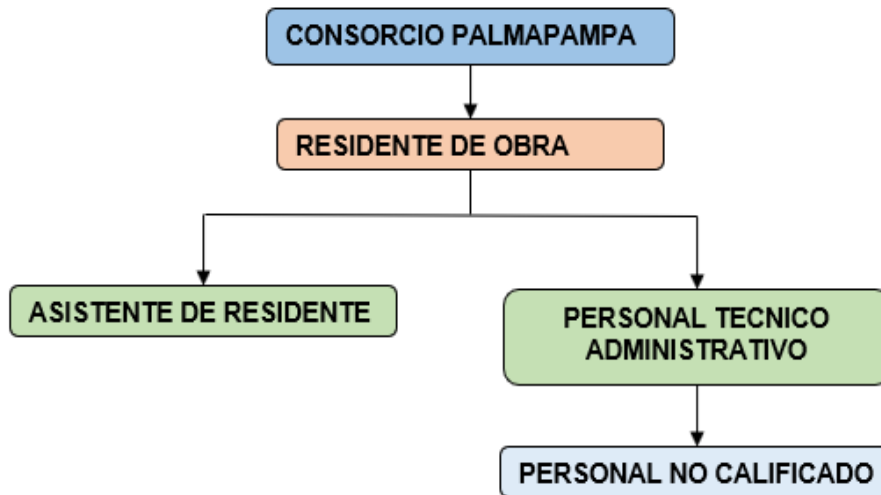 CONSORCIO PALMAPAMPA
RESIDENTE DE OBRA
ASISTENTE DE RESIDENTE
PERSONAL TECNICO
ADMINISTRATIVO
PERSONAL NO CALIFICADO